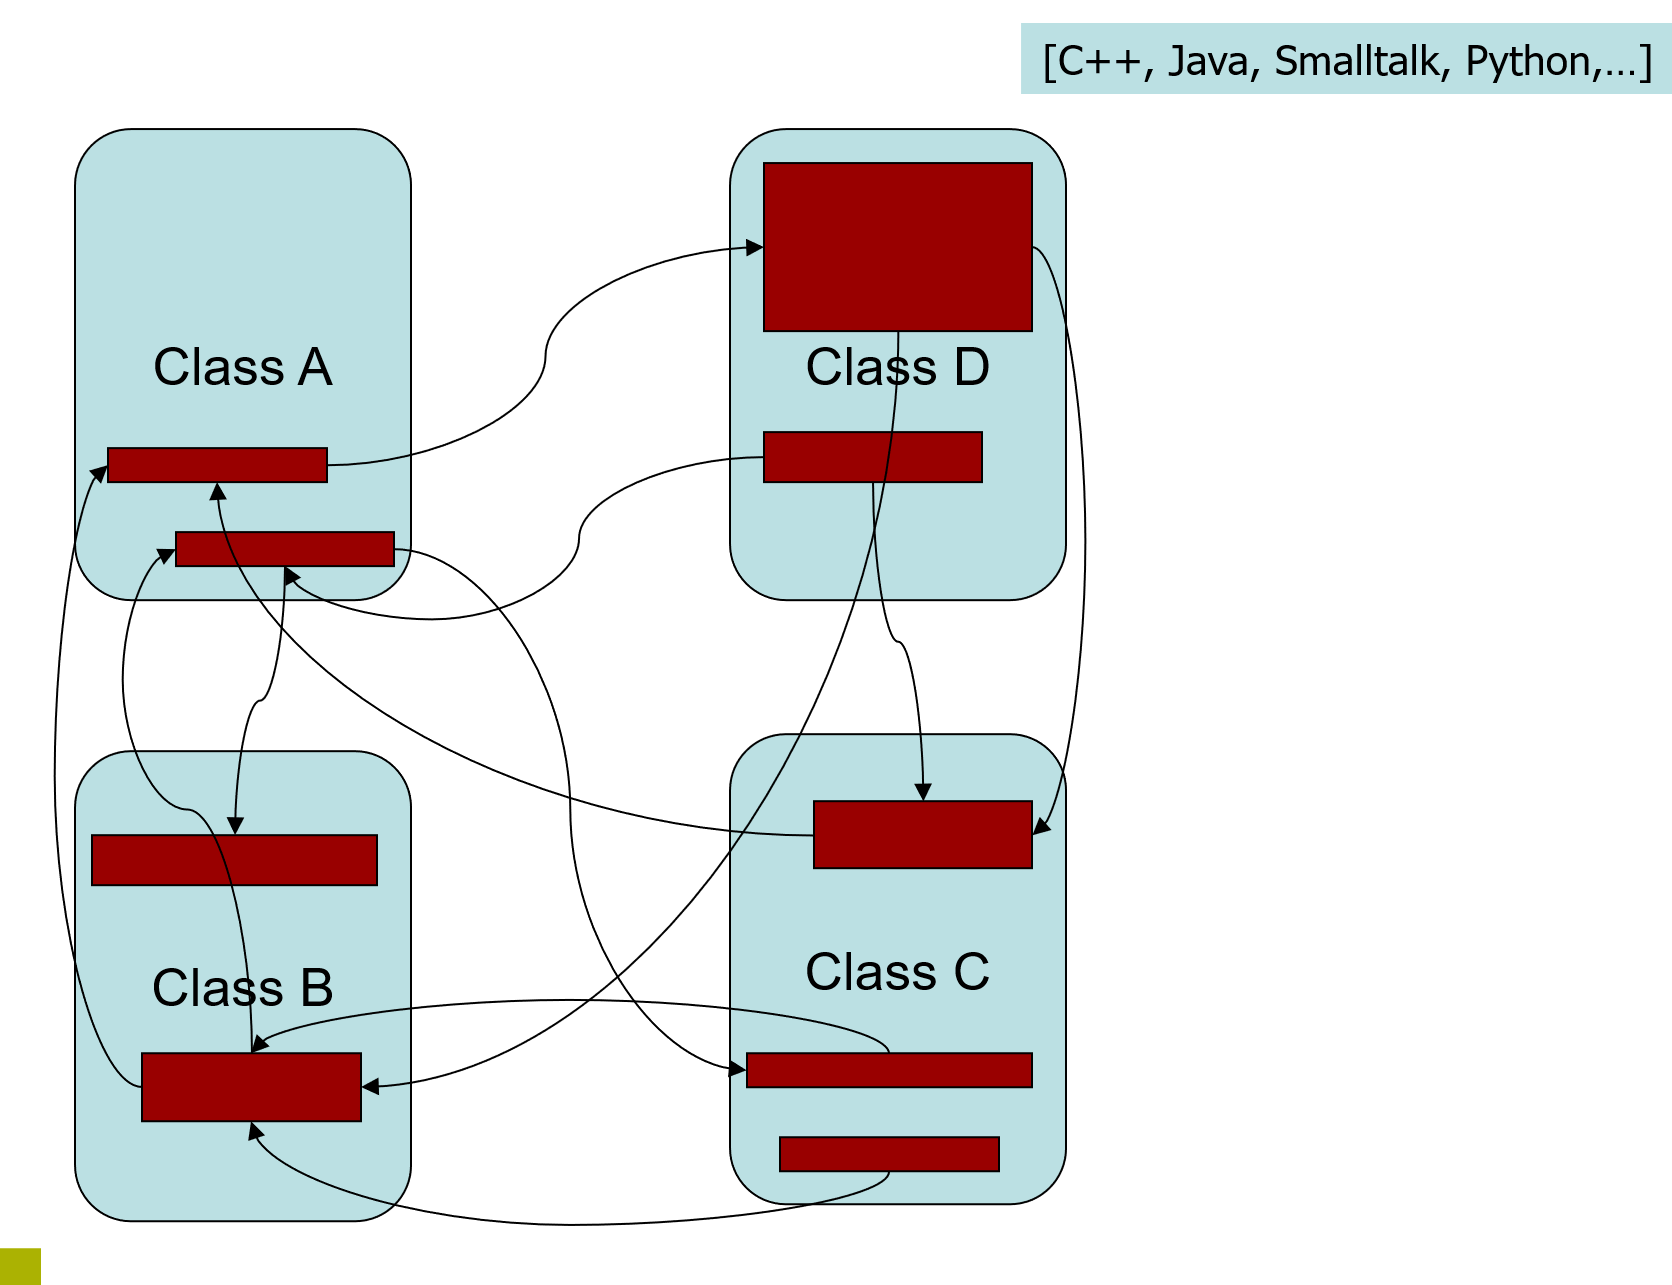 [C++, Java, Smalltalk, Python,...]
Class A
Class D
Class B
Class C